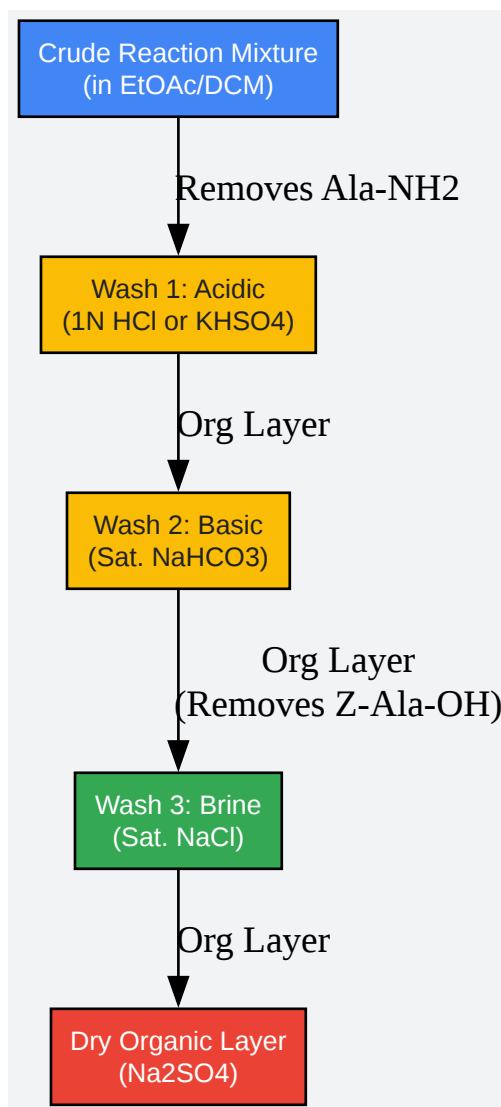 Crude Reaction Mixture
(in EtOAc/DCM)
Removes Ala-NH2
Wash 1: Acidic
(1N HCl or KHSO4)
Org Layer
Wash 2: Basic
(Sat. NaHCO3)
Org Layer
(Removes Z-Ala-OH)
Wash 3: Brine
(Sat. NaCl)
Org Layer
Dry Organic Layer
(Na2SO4)